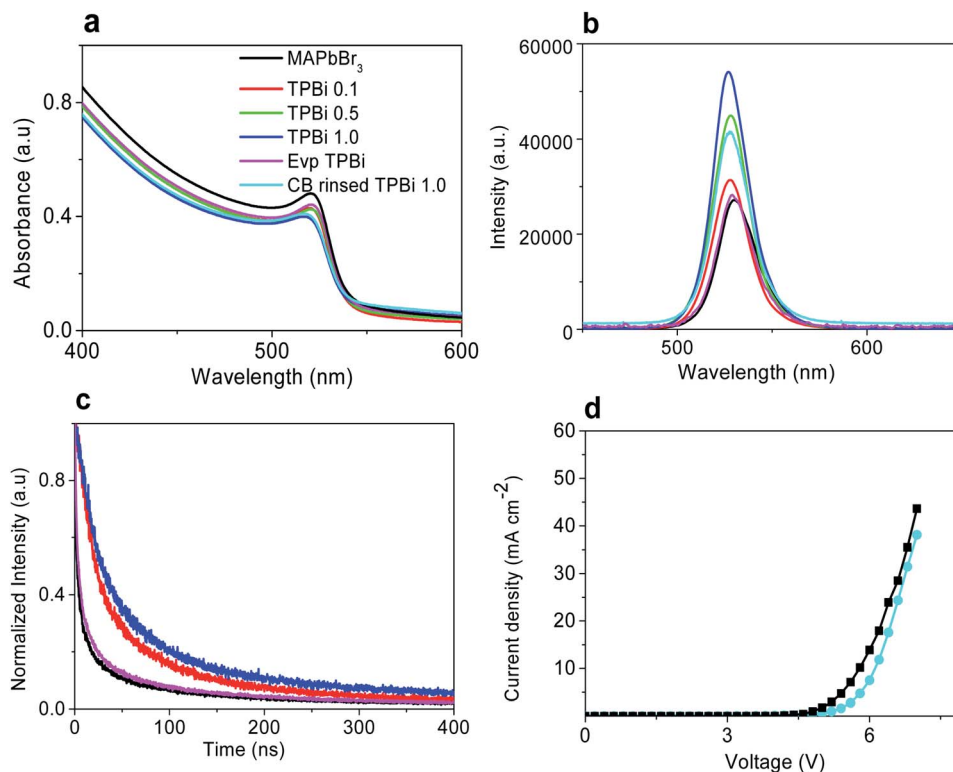 a
Absorbance (a.u)
0.8
0.4
0.0
400
500
600
Wavelength (nm)
MAPbBr₃
TPBi 0.1
TPBi 0.5
TPBi 1.0
Evp TPBi
CB rinsed TPBi 1.0
b
Intensity (a.u.)
60000
40000
20000
0
500
600
Wavelength (nm)
c
Normalized Intensity (a.u)
0.8
0.4
0.0
0
100
200
300
400
Time (ns)
d
Current density (mA cm⁻²)
60
50
40
30
20
10
0
3
6
Voltage (V)